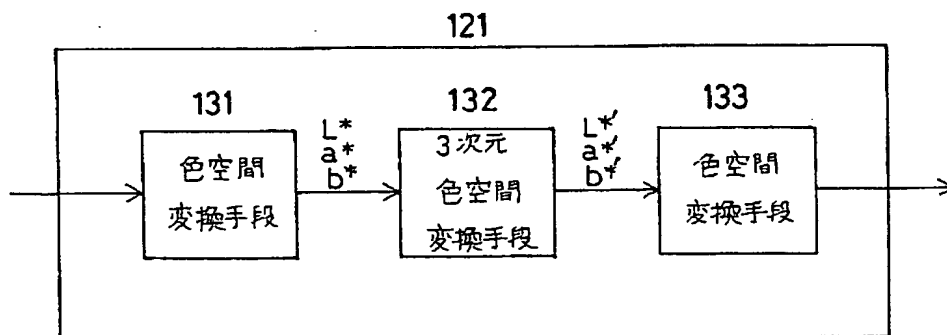 121
131
色空間
変換手段
L*
a*
b*
132
3次元
色空間
変換手段
L*′
a*′
b*′
133
色空間
変換手段